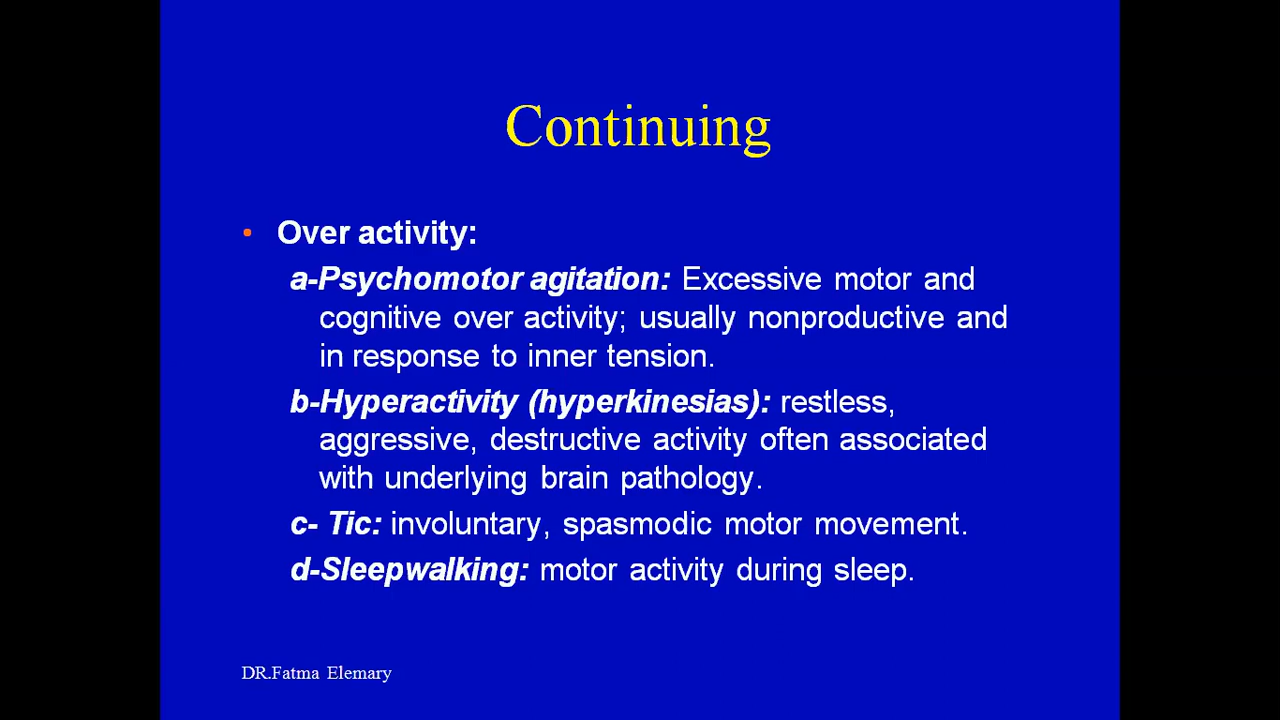 Continuing
• Over activity:
a-Psychomotor agitation: Excessive motor and
cognitive over activity; usually nonproductive and
in response to inner tension.
b-Hyperactivity (hyperkinesias): restless,
aggressive, destructive activity often associated
with underlying brain pathology.
c- Tic: involuntary, spasmodic motor movement.
d-Sleepwalking: motor activity during sleep.
DR.Fatma Elemary